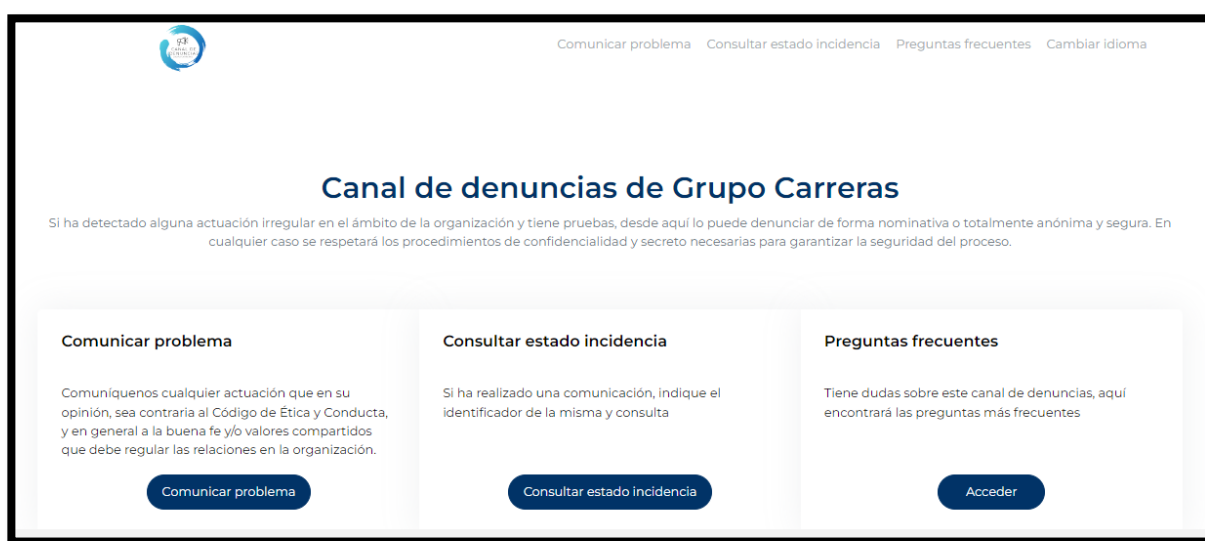 CANAL DE
DENUNCIA
Comunicar problema Consultar estado incidencia Preguntas frecuentes Cambiar idioma
Canal de denuncias de Grupo Carreras
Si ha detectado alguna actuación irregular en el ámbito de la organización y tiene pruebas, desde aquí lo puede denunciar de forma nominativa o totalmente anónima y segura. En
cualquier caso se respetará los procedimientos de confidencialidad y secreto necesarias para garantizar la seguridad del proceso.
Comunicar problema
Comuníquenos cualquier actuación que en su
opinión, sea contraria al Código de Ética y Conducta,
y en general a la buena fe y/o valores compartidos
que debe regular las relaciones en la organización.
Comunicar problema
Consultar estado incidencia
Si ha realizado una comunicación, indique el
identificador de la misma y consulta
Consultar estado incidencia
Preguntas frecuentes
Tiene dudas sobre este canal de denuncias, aquí
encontrará las preguntas más frecuentes
Acceder